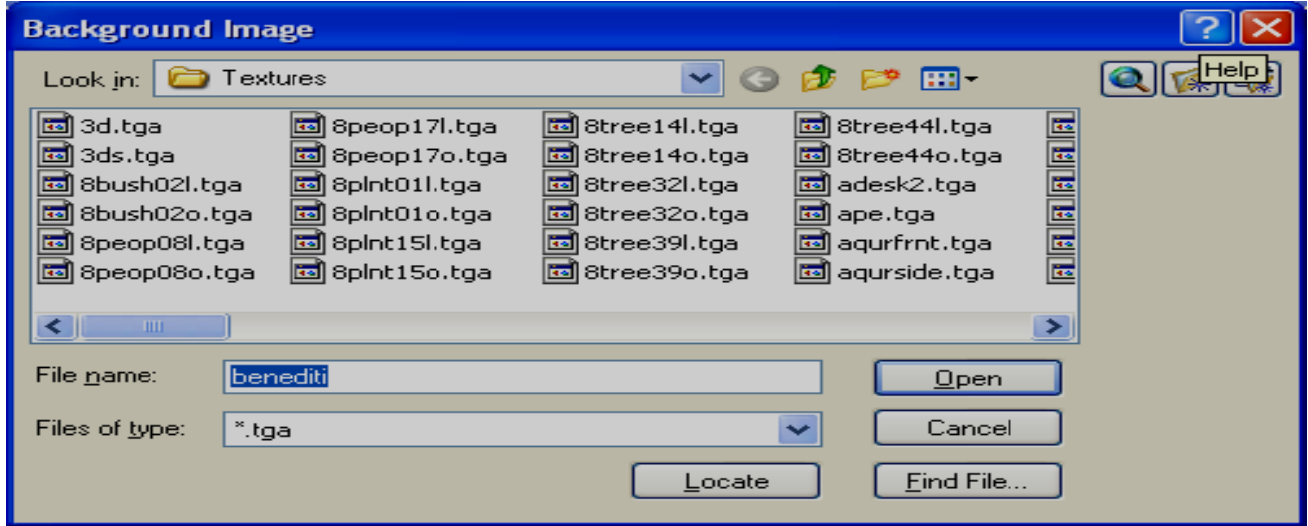 Background Image
Help
Look in: Textures
3d.tga 8peop17l.tga 8tree14l.tga 8tree44l.tga
3ds.tga 8peop17o.tga 8tree14o.tga 8tree44o.tga
8bush02l.tga 8plnt01l.tga 8tree32l.tga adesk2.tga
8bush02o.tga 8plnt01o.tga 8tree32o.tga ape.tga
8peop08l.tga 8plnt15l.tga 8tree39l.tga aqurfrnt.tga
8peop08o.tga 8plnt15o.tga 8tree39o.tga aqurside.tga
File name: benediti Open
Files of type: *.tga Cancel
Locate Find File...